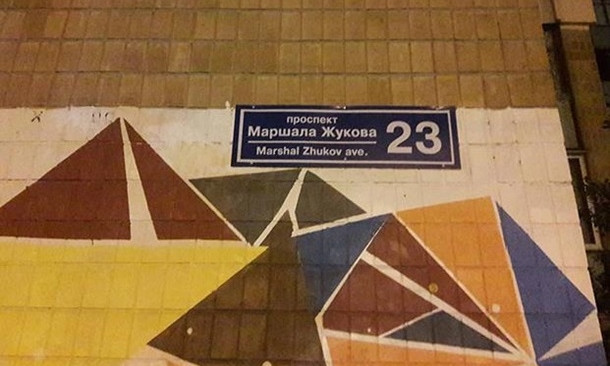 проспект
Маршала Жукова 23
Marshal Zhukov ave.